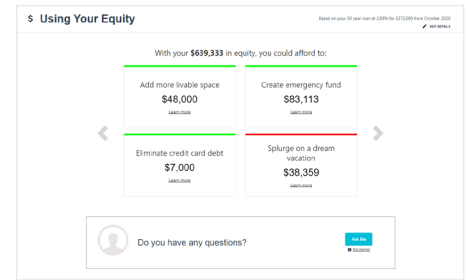 $ Using Your Equity
Based on your 30 year loan at 2.88% for $372,000 from October 2020
EDIT DETAILS
With your $639,333 in equity, you could afford to:
Add more livable space
$48,000
Learn more
Create emergency fund
$83,113
Learn more
Eliminate credit card debt
$7,000
Learn more
Splurge on a dream
vacation
$38,359
Learn more
Do you have any questions?
Ask Me
Disclaimer